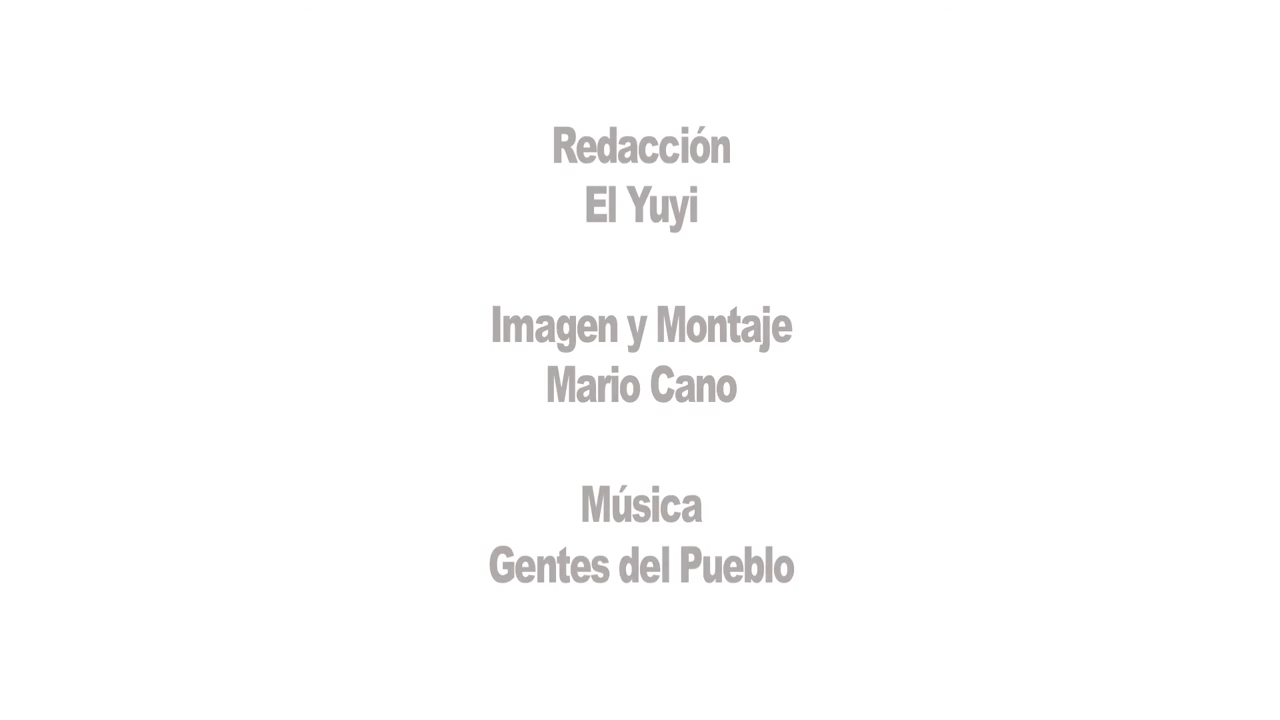 Redacción
El Yuyi
Imagen y Montaje
Mario Cano
Música
Gentes del Pueblo